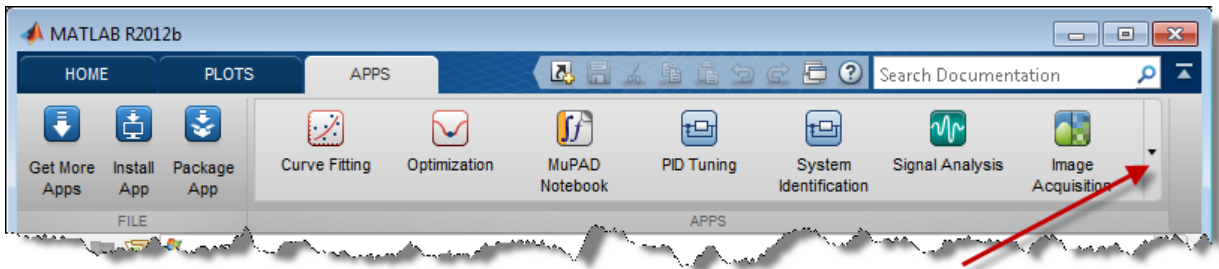 MATLAB R2012b
HOME PLOTS APPS Search Documentation
Get More Apps
Install App
Package App
Curve Fitting
Optimization
MuPAD Notebook
PID Tuning
System Identification
Signal Analysis
Image Acquisition
FILE APPS